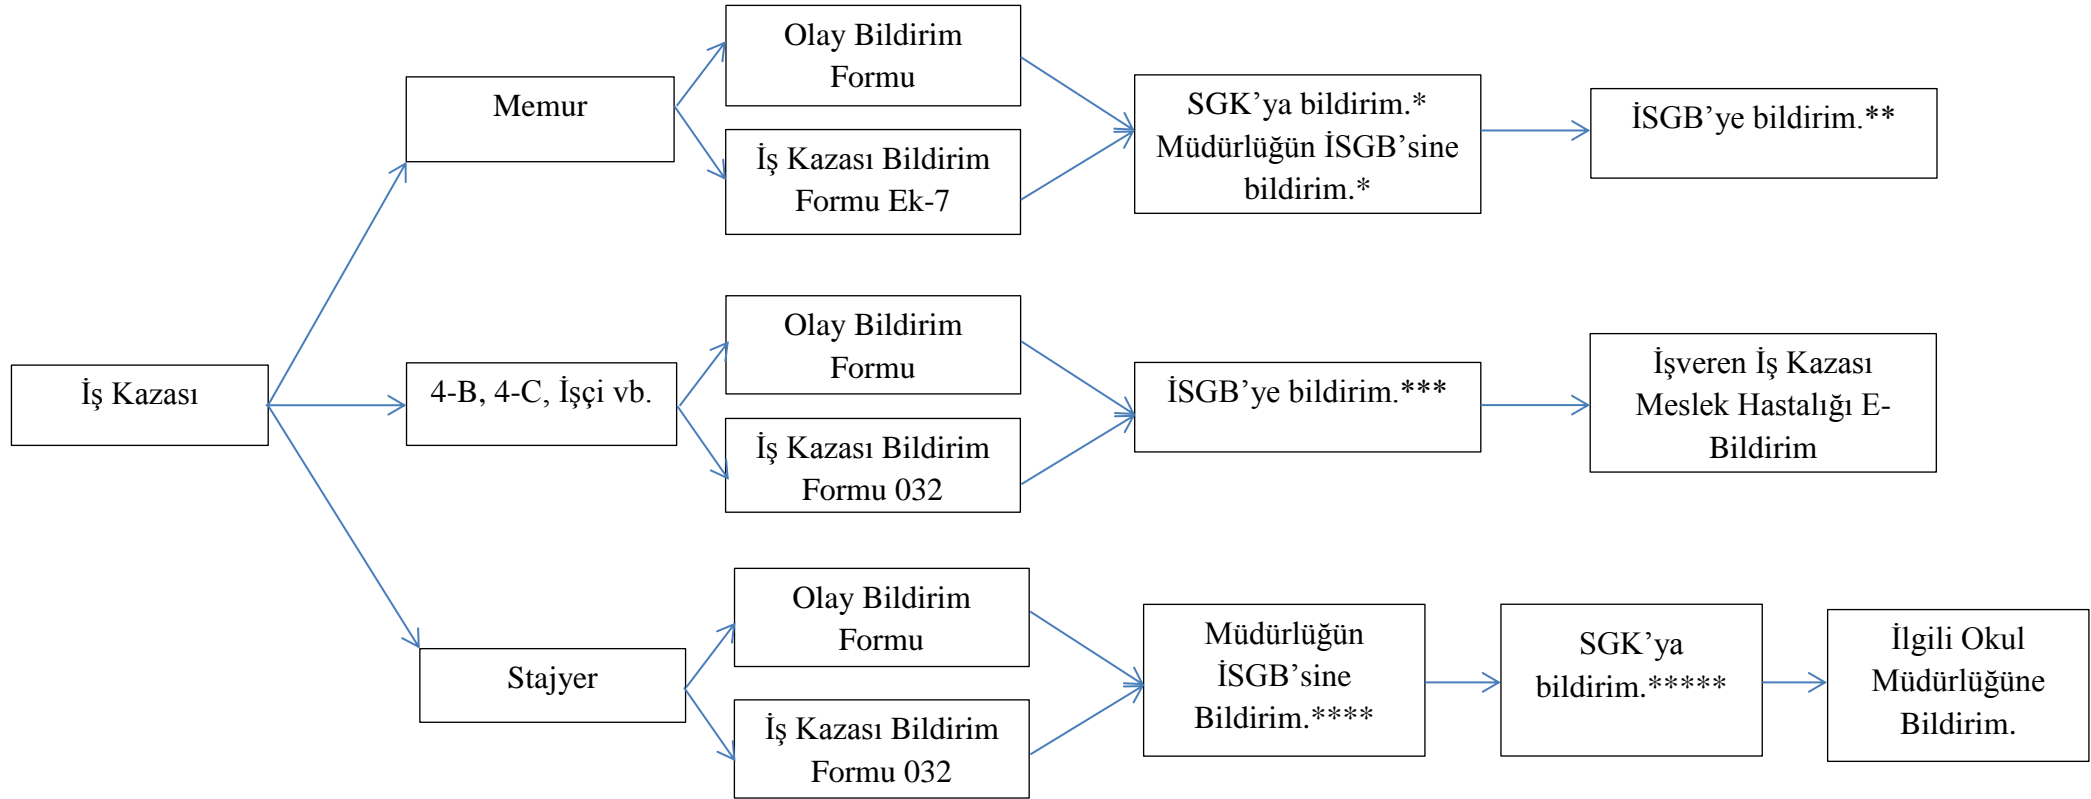 İş Kazası
Memur
Olay Bildirim
Formu
İş Kazası Bildirim
Formu Ek-7
SGK’ya bildirim.*
Müdürlüğün İSGB’sine
bildirim.*
İSGB’ye bildirim.**
4-B, 4-C, İşçi vb.
Olay Bildirim
Formu
İş Kazası Bildirim
Formu 032
İSGB’ye bildirim.***
İşveren İş Kazası
Meslek Hastalığı E-
Bildirim
Stajyer
Olay Bildirim
Formu
İş Kazası Bildirim
Formu 032
Müdürlüğün
İSGB’sine
Bildirim.****
SGK’ya
bildirim.*****
İlgili Okul
Müdürlüğüne
Bildirim.